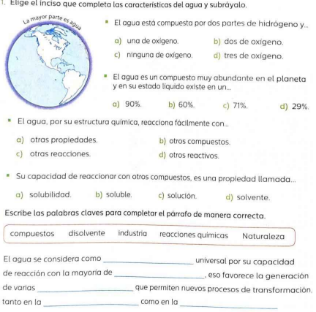 1. Elige el inciso que completa las características del agua y subráyalo.
La mayor parte es agua
• El agua está compuesto por dos partes de hidrógeno y...
a) una de oxígeno. b) dos de oxígeno.
c) ninguna de oxígeno. d) tres de oxígeno.
• El agua es un compuesto muy abundante en el planeta
y en su estado líquido existe en un...
a) 90%. b) 60%. c) 71%. d) 29%.
• El agua, por su estructura química, reacciona fácilmente con...
a) otras propiedades. b) otros compuestos.
c) otras reacciones. d) otros reactivos.
• Su capacidad de reaccionar con otros compuestos, es una propiedad llamada...
a) solubilidad. b) soluble. c) solución. d) solvente.
Escribe las palabras claves para completar el párrafo de manera correcta.
compuestos disolvente industria reacciones químicas Naturaleza
El agua se considera como ____________ universal por su capacidad
de reacción con la mayoría de ____________, eso favorece la generación
de varias ____________ que permiten nuevos procesos de transformación,
tanto en la ____________ como en la ____________